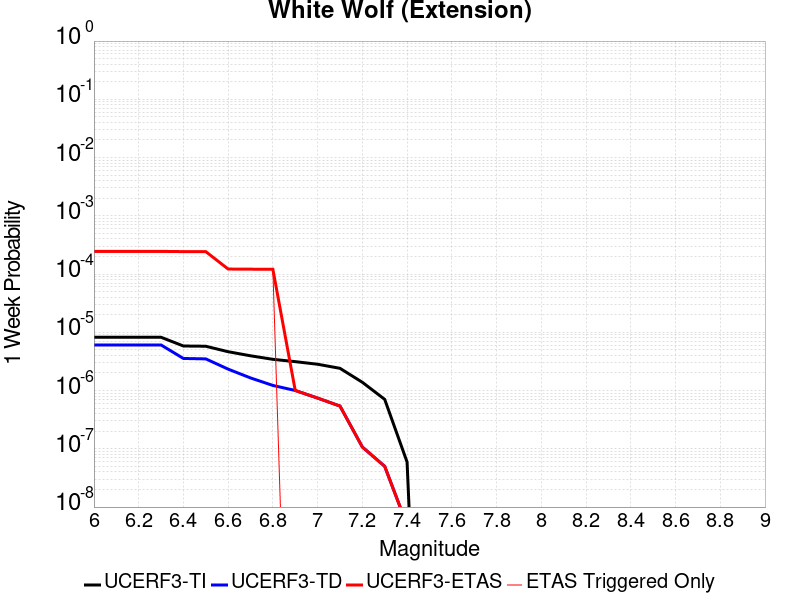 White Wolf (Extension)
10^0
10^-1
10^-2
10^-3
10^-4
10^-5
10^-6
10^-7
10^-8
1 Week Probability
6 6.2 6.4 6.6 6.8 7 7.2 7.4 7.6 7.8 8 8.2 8.4 8.6 8.8 9
Magnitude
UCERF3-TI UCERF3-TD UCERF3-ETAS ETAS Triggered Only